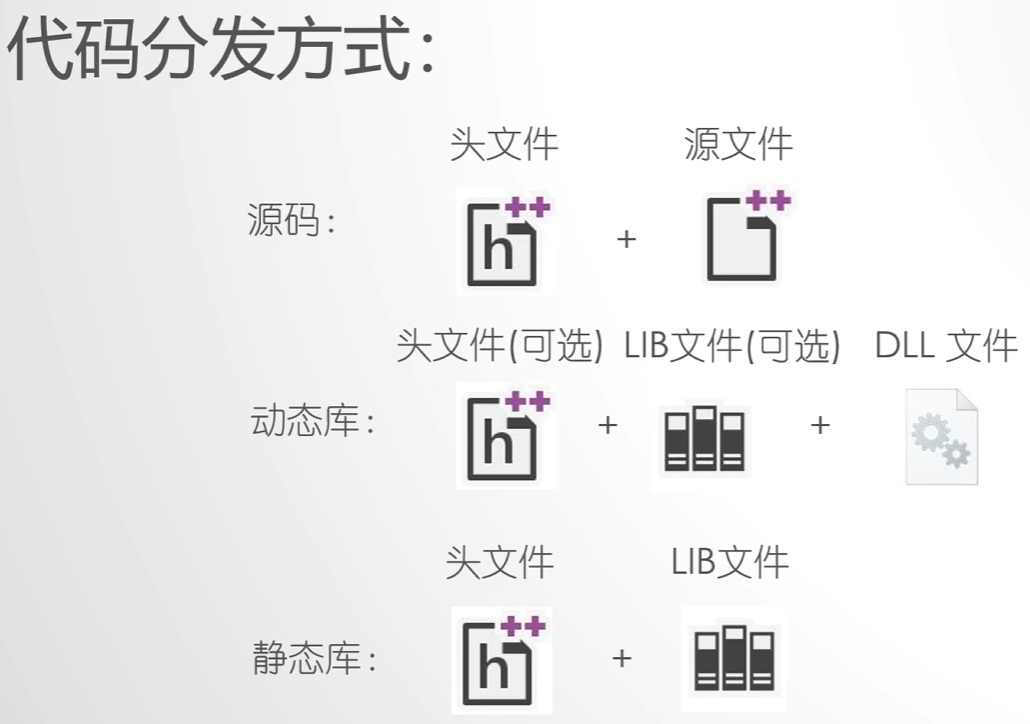 代码分发方式：
头文件 源文件
源码：
h++ + ++
头文件(可选) LIB文件(可选) DLL 文件
动态库：
h++ + +
头文件 LIB文件
静态库：
h++ +